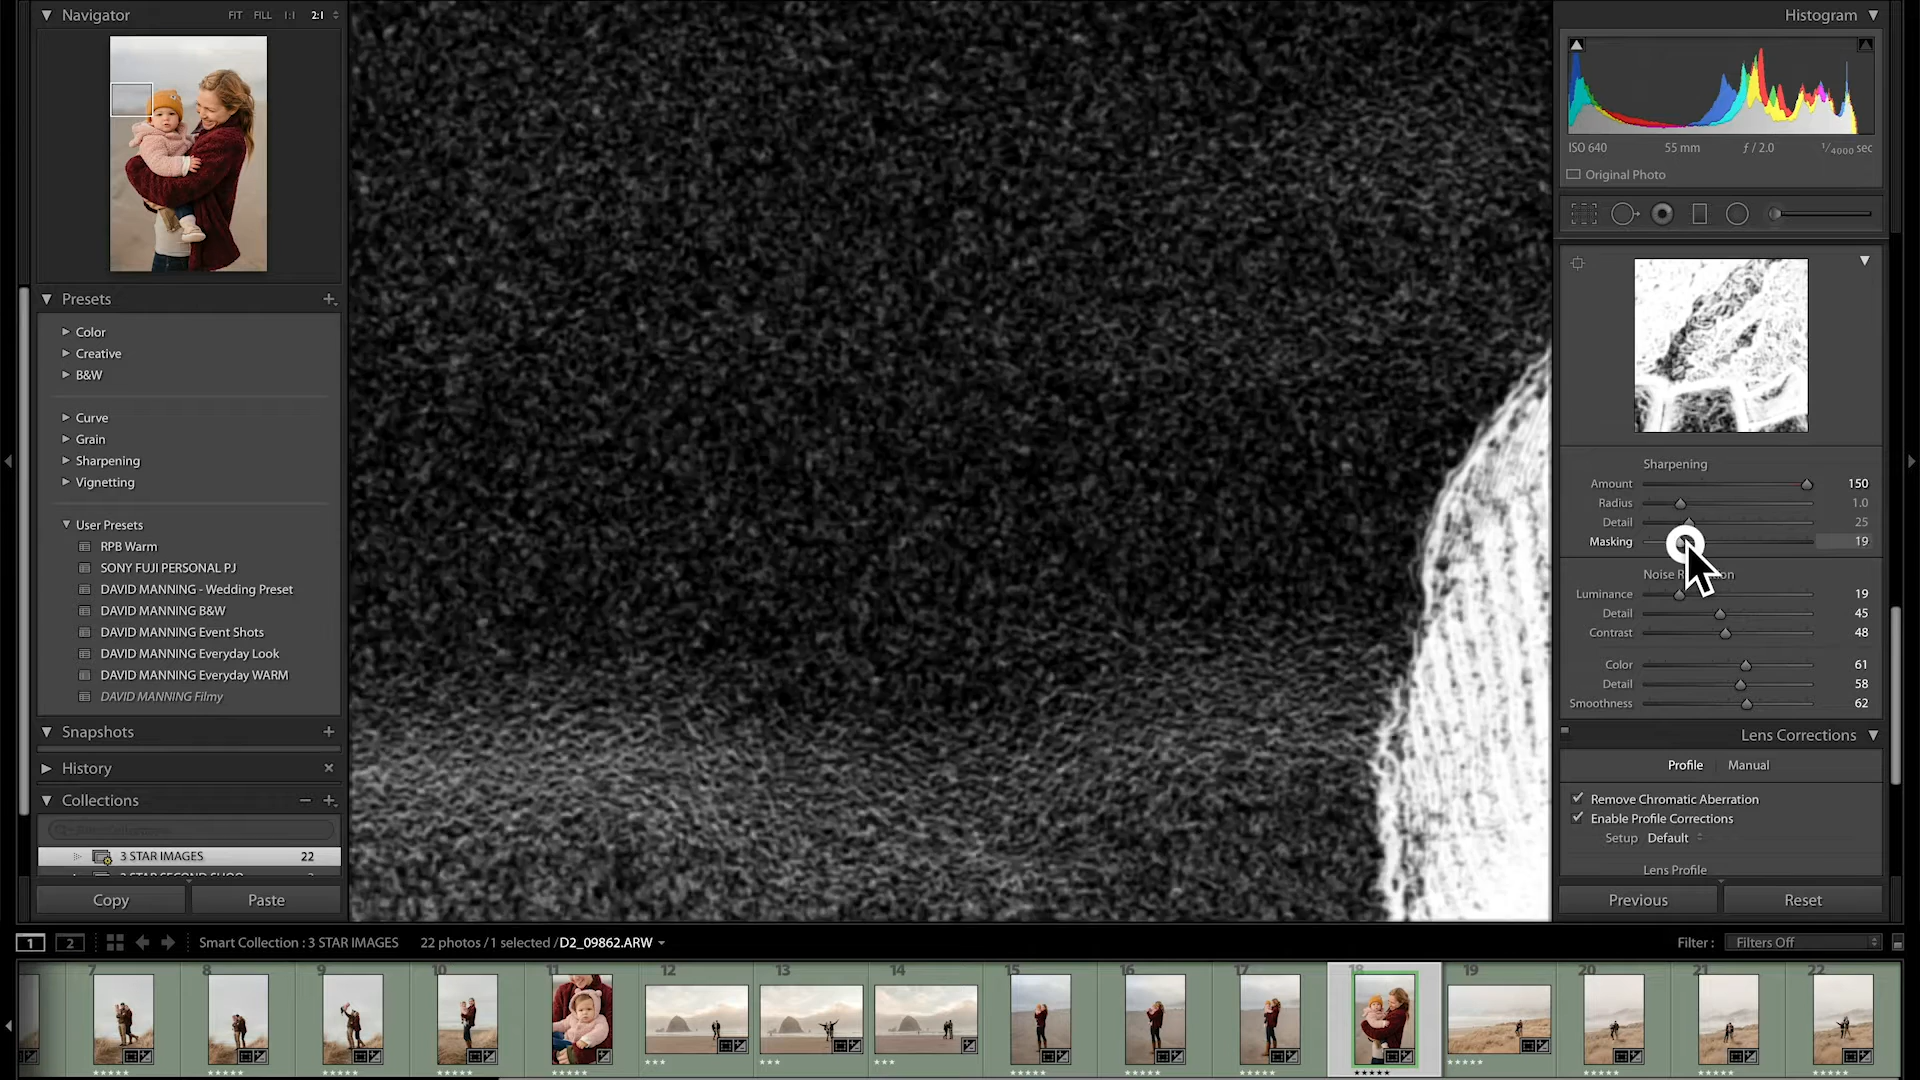 Navigator FIT FILL 1:1 2:1
Presets
Color
Creative
B&W
Curve
Grain
Sharpening
Vignetting
User Presets
RPB Warm
SONY FUJI PERSONAL PJ
DAVID MANNING - Wedding Preset
DAVID MANNING B&W
DAVID MANNING Event Shots
DAVID MANNING Everyday Look
DAVID MANNING Everyday WARM
DAVID MANNING Filmy
Snapshots
History
Collections
3 STAR IMAGES 22
Copy Paste
Histogram
ISO 640 55 mm ƒ / 2.0 1/4000 sec
Original Photo
Sharpening
Amount 150
Radius 1.0
Detail 25
Masking 19
Luminance 19
Detail 45
Contrast 48
Color 61
Detail 58
Smoothness 62
Lens Corrections
Profile Manual
Remove Chromatic Aberration
Enable Profile Corrections
Setup Default
Lens Profile
Previous Reset
1 2 Smart Collection : 3 STAR IMAGES 22 photos / 1 selected / D2_09862.ARW Filter : Filters Off
7 8 9 10 11 12 13 14 15 16 17 18 19 20 21 22